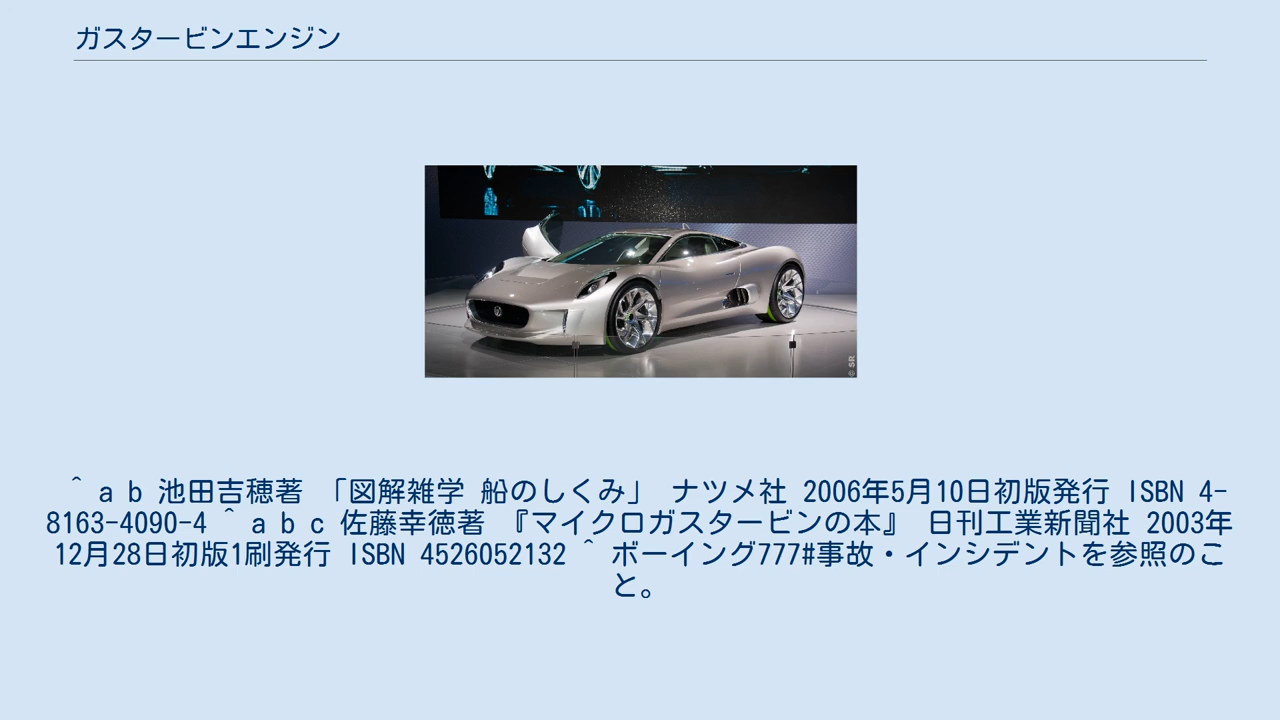 ガスタービンエンジン
© SR
^ a b 池田吉穂著 「図解雑学 船のしくみ」 ナツメ社 2006年5月10日初版発行 ISBN 4-
8163-4090-4 ^ a b c 佐藤幸徳著 『マイクロガスタービンの本』 日刊工業新聞社 2003年
12月28日初版1刷発行 ISBN 4526052132 ^ ボーイング777#事故・インシデントを参照のこ
と。